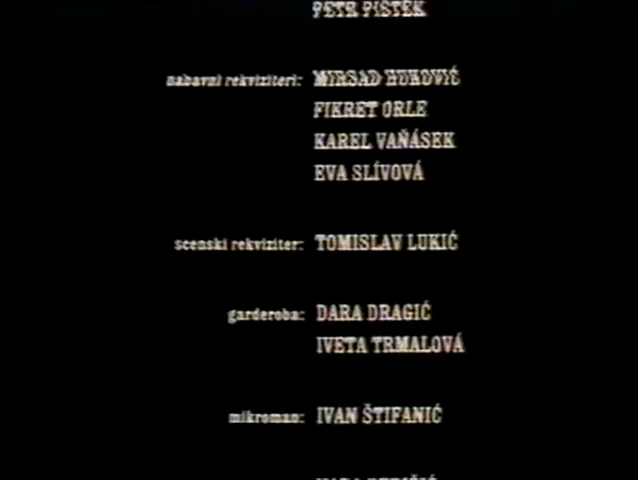 PETR PIŠTĚK
nabavni rekviziteri: MIRSAD HUKOVIĆ
FIKRET ORLE
KAREL VAŇÁSEK
EVA SLÍVOVÁ
scenski rekviziter: TOMISLAV LUKIĆ
garderoba: DARA DRAGIĆ
IVETA TRMALOVÁ
mikroman: IVAN ŠTIFANIĆ